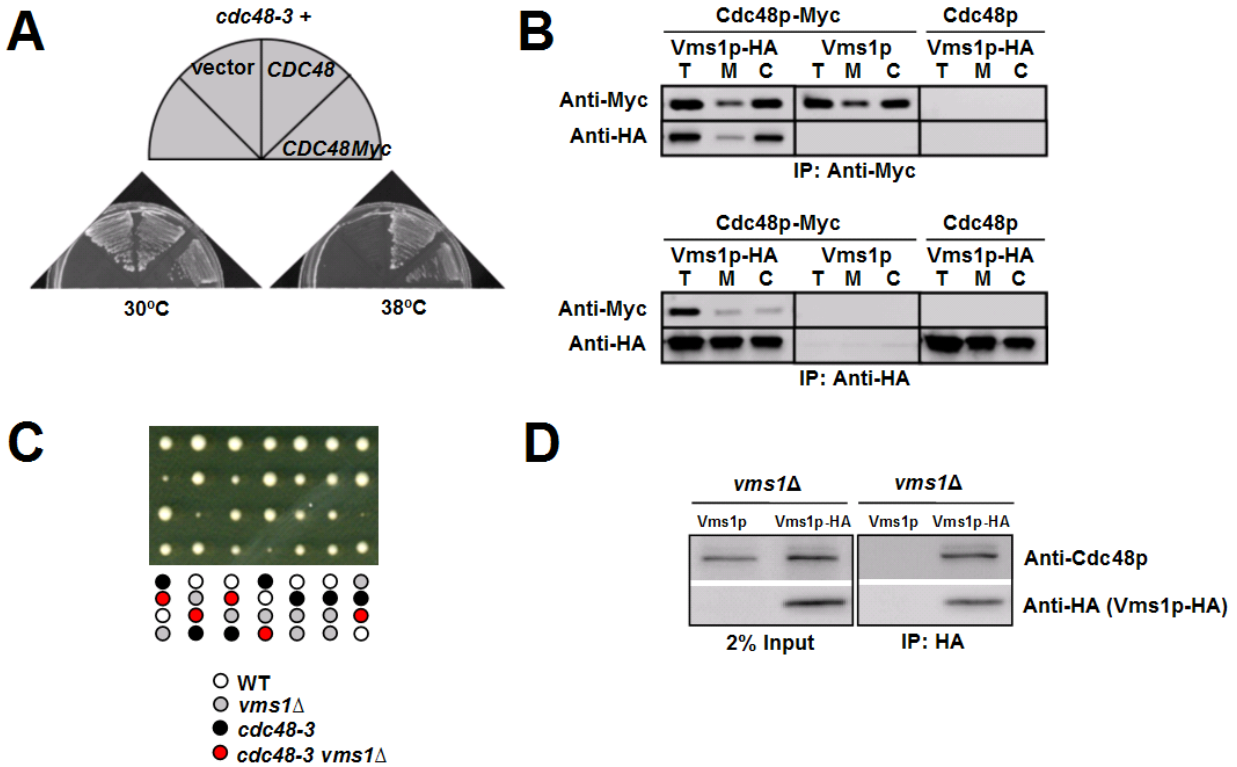 A
cdc48-3 +
vector
CDC48
CDC48Myc
30ºC
38ºC
B
Cdc48p-Myc
Cdc48p
Vms1p-HA
Vms1p
Vms1p-HA
T M C T M C T M C
Anti-Myc
Anti-HA
IP: Anti-Myc
Cdc48p-Myc
Cdc48p
Vms1p-HA
Vms1p
Vms1p-HA
T M C T M C T M C
Anti-Myc
Anti-HA
IP: Anti-HA
C
WT
vms1Δ
cdc48-3
cdc48-3 vms1Δ
D
vms1Δ
vms1Δ
Vms1p
Vms1p-HA
Vms1p
Vms1p-HA
Anti-Cdc48p
Anti-HA (Vms1p-HA)
2% Input
IP: HA